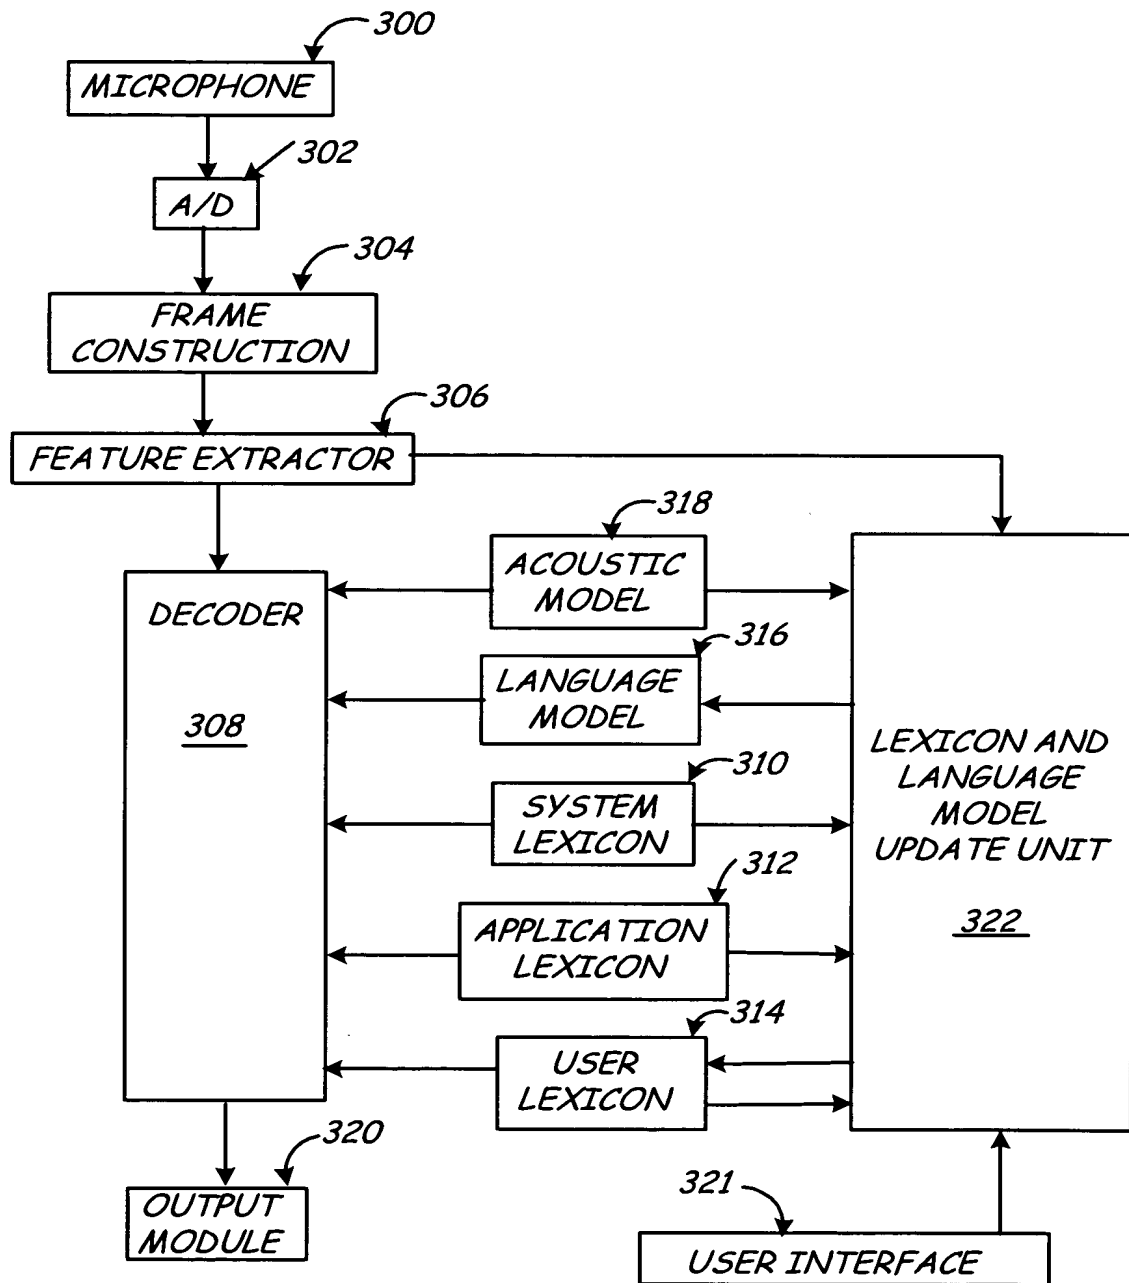 300
MICROPHONE
302
A/D
304
FRAME
CONSTRUCTION
306
FEATURE EXTRACTOR
318
ACOUSTIC
MODEL
DECODER
308
316
LANGUAGE
MODEL
310
SYSTEM
LEXICON
LEXICON AND
LANGUAGE
MODEL
UPDATE UNIT
322
312
APPLICATION
LEXICON
314
USER
LEXICON
320
OUTPUT
MODULE
321
USER INTERFACE